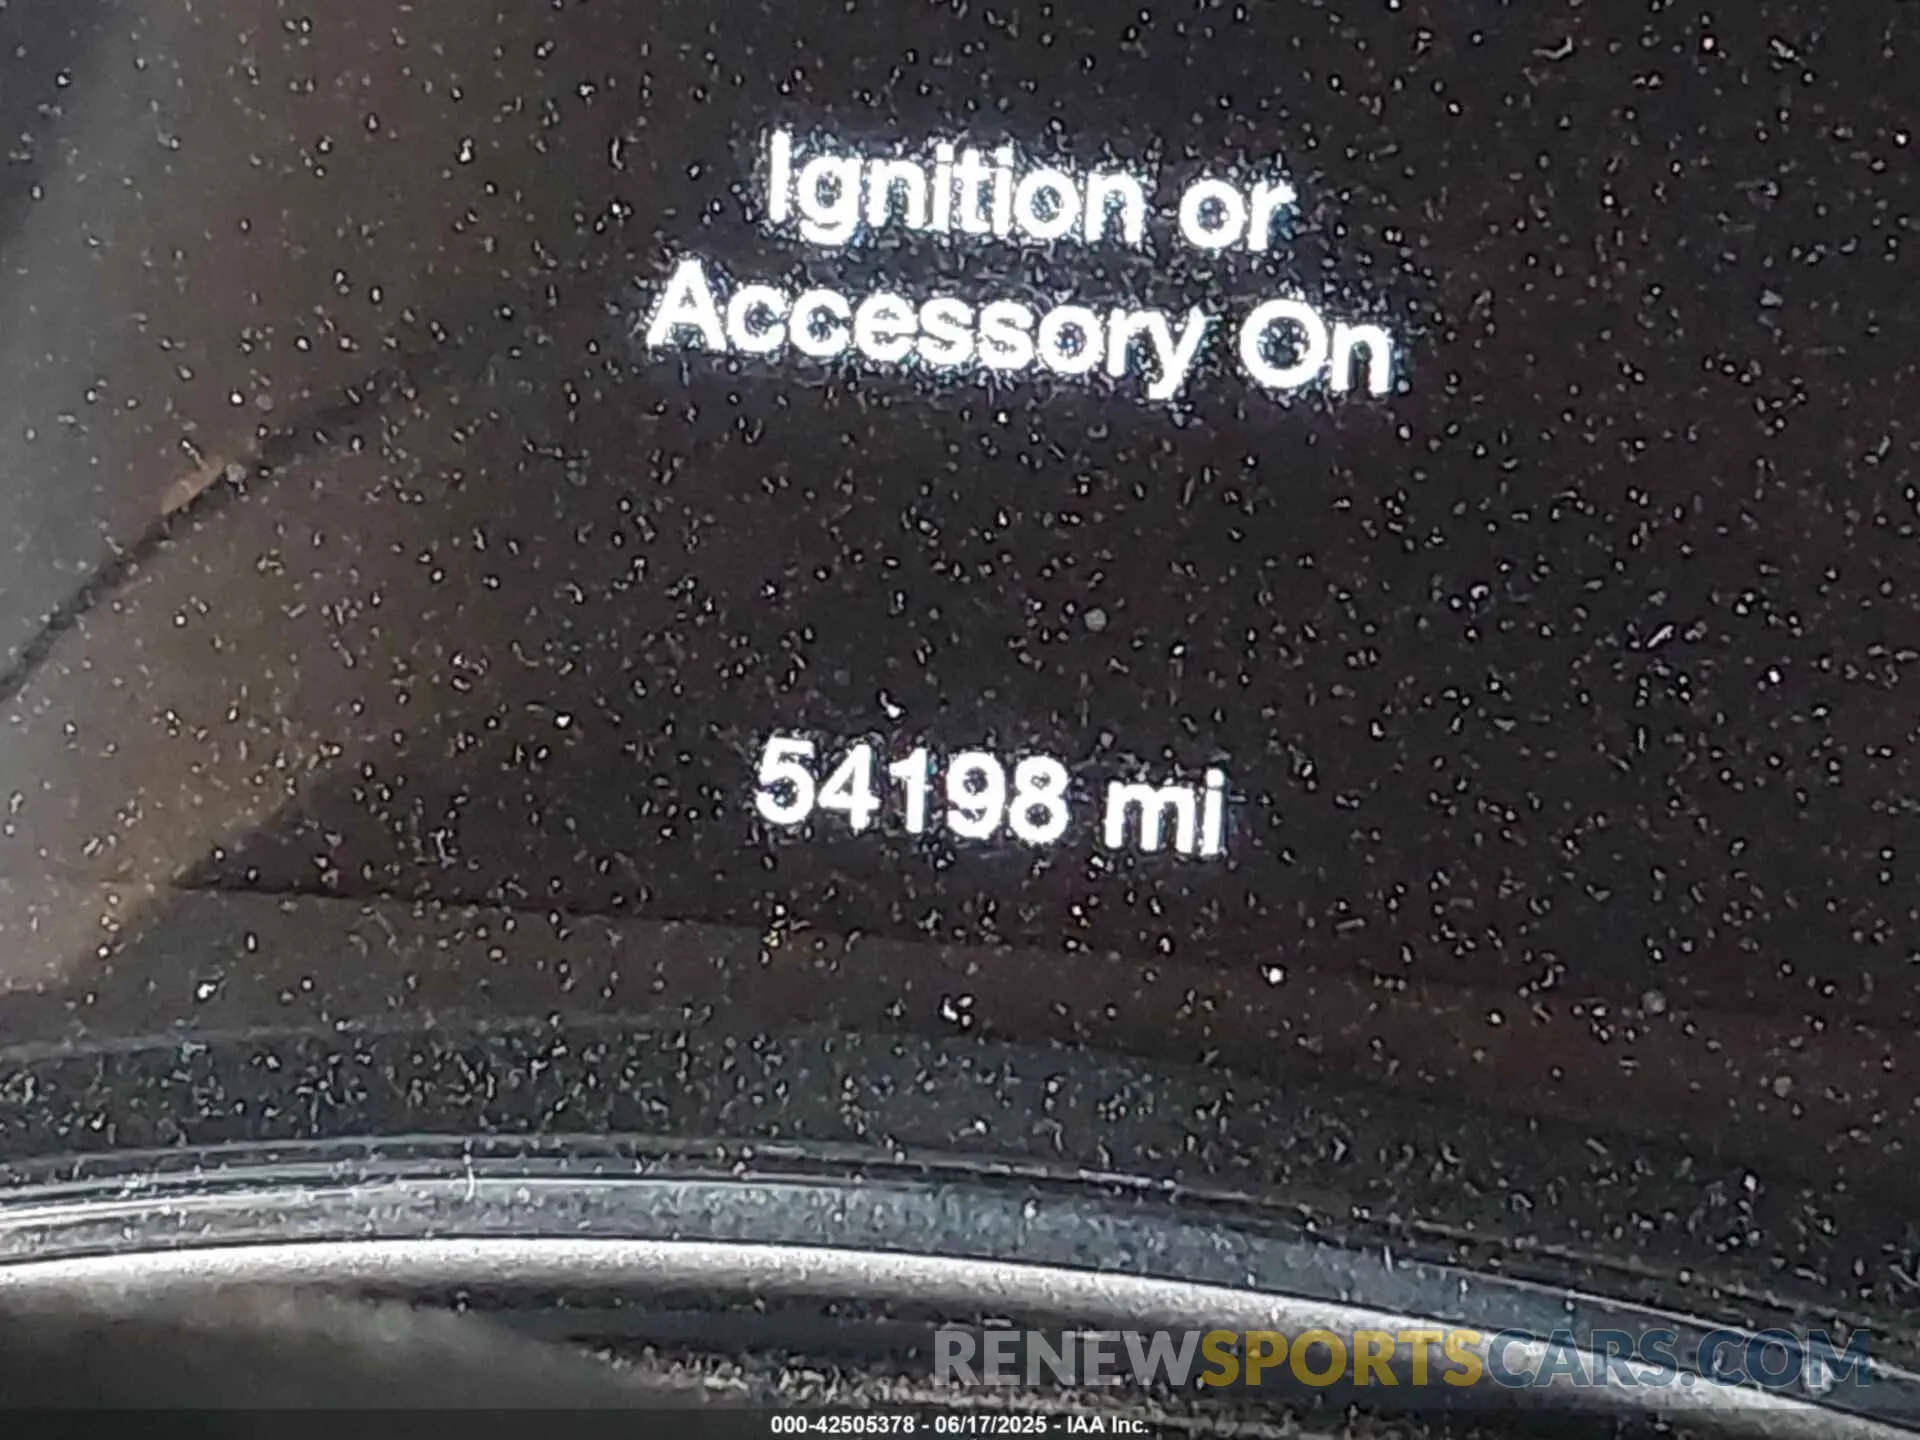 Ignition or
Accessory On
54198 mi
RENEWSPORTSCARS.COM
000-42505378 - 06/17/2025 - IAA Inc.